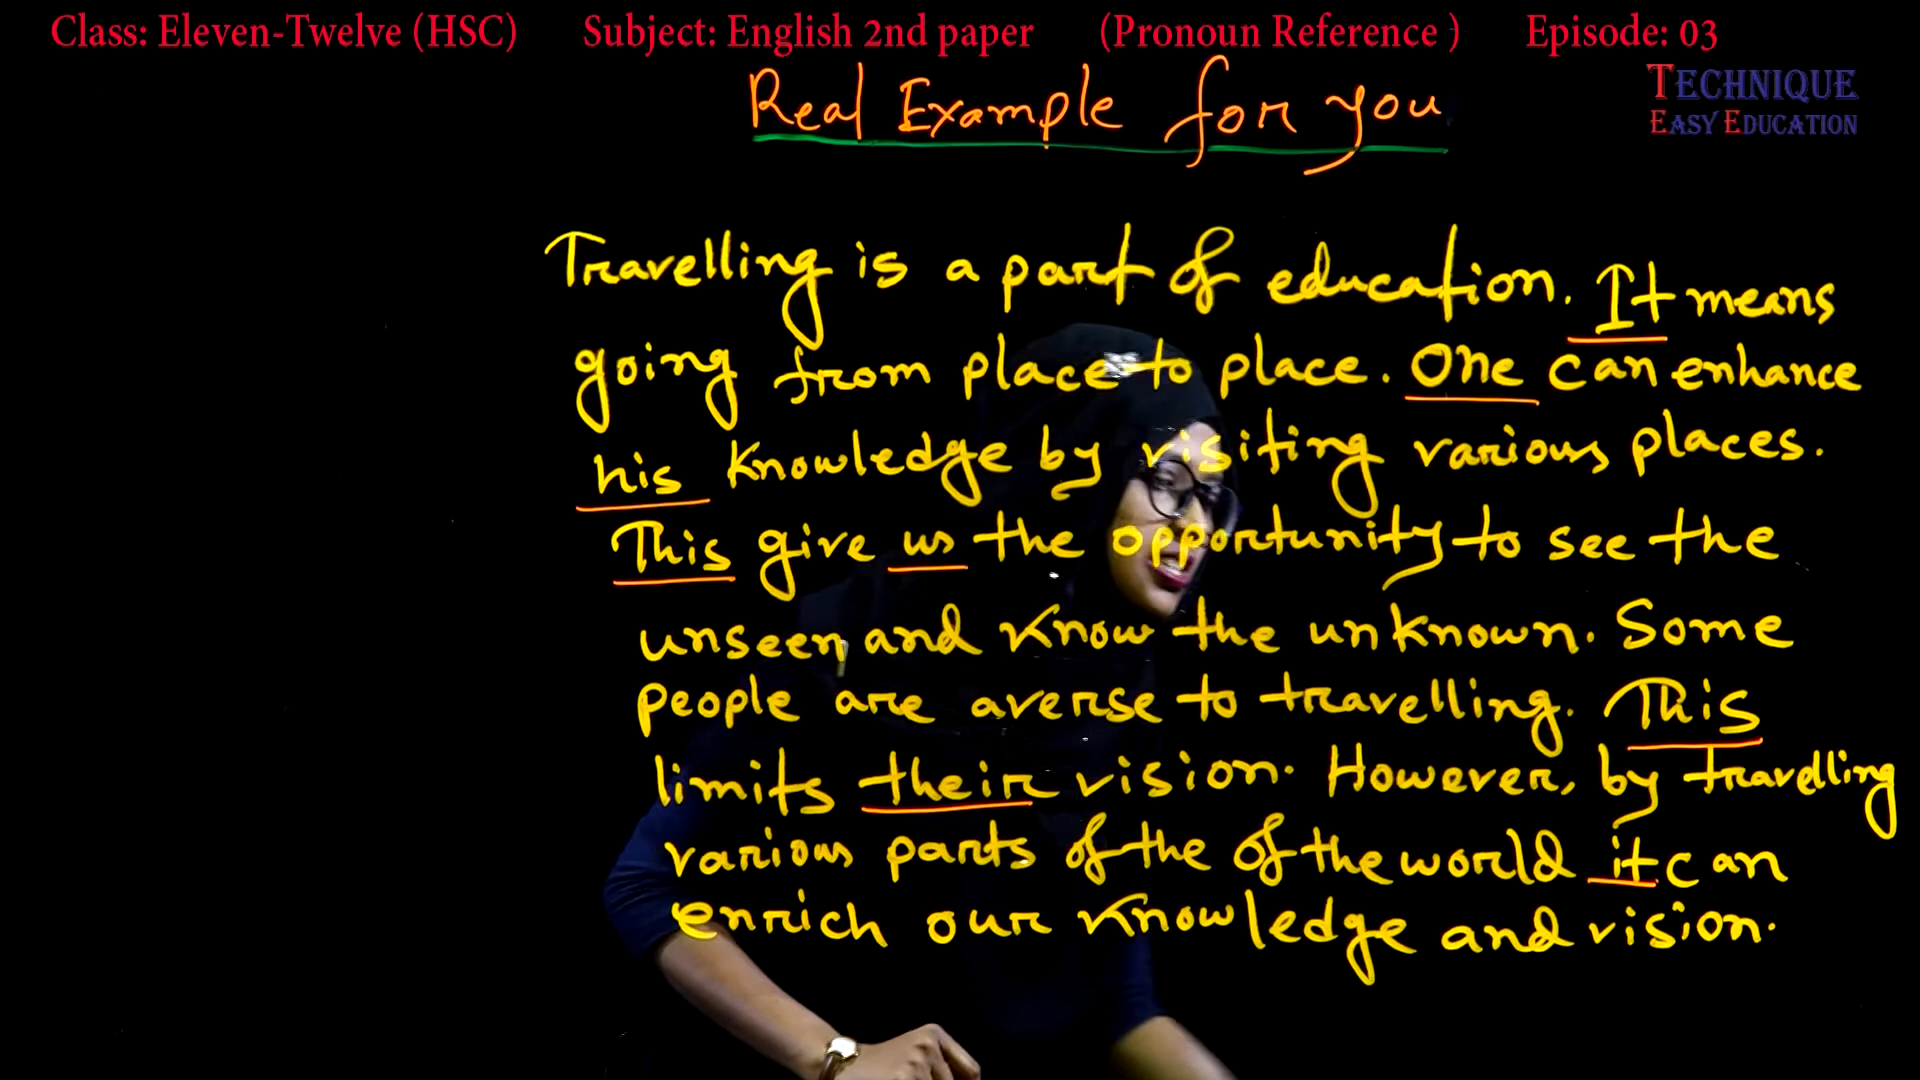 Class: Eleven-Twelve (HSC) Subject: English 2nd paper (Pronoun Reference ) Episode: 03
TECHNIQUE
EASY EDUCATION
Real Example for you
Travelling is a part of education. It means
going from place to place. One can enhance
his knowledge by visiting various places.
This give us the opportunity to see the
unseen and know the unknown. Some
people are averse to travelling. This
limits their vision. However, by travelling
various parts of the of the world it can
enrich our knowledge and vision.